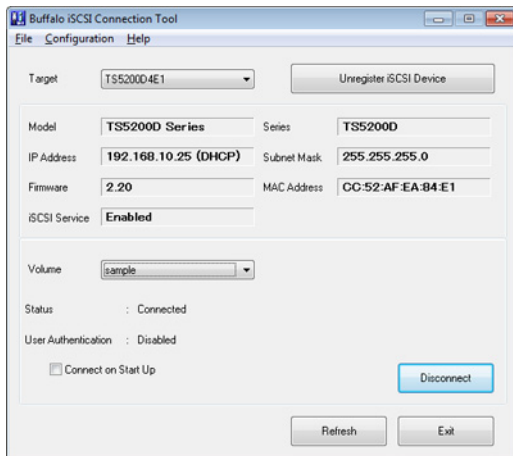 Buffalo iSCSI Connection Tool
File Configuration Help
Target TS5200D4E1 Unregister iSCSI Device
Model TS5200D Series Series TS5200D
IP Address 192.168.10.25 (DHCP) Subnet Mask 255.255.255.0
Firmware 2.20 MAC Address CC:52:AF:EA:84:E1
iSCSI Service Enabled
Volume sample
Status : Connected
User Authentication : Disabled
Connect on Start Up
Disconnect
Refresh Exit